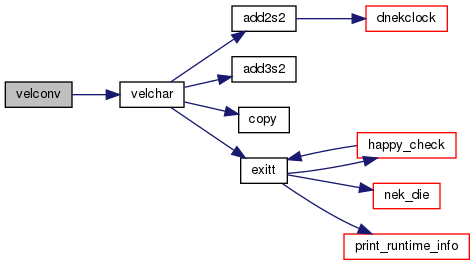 add2s2
dnekclock
add3s2
velconv
velchar
copy
happy_check
exitt
nek_die
print_runtime_info